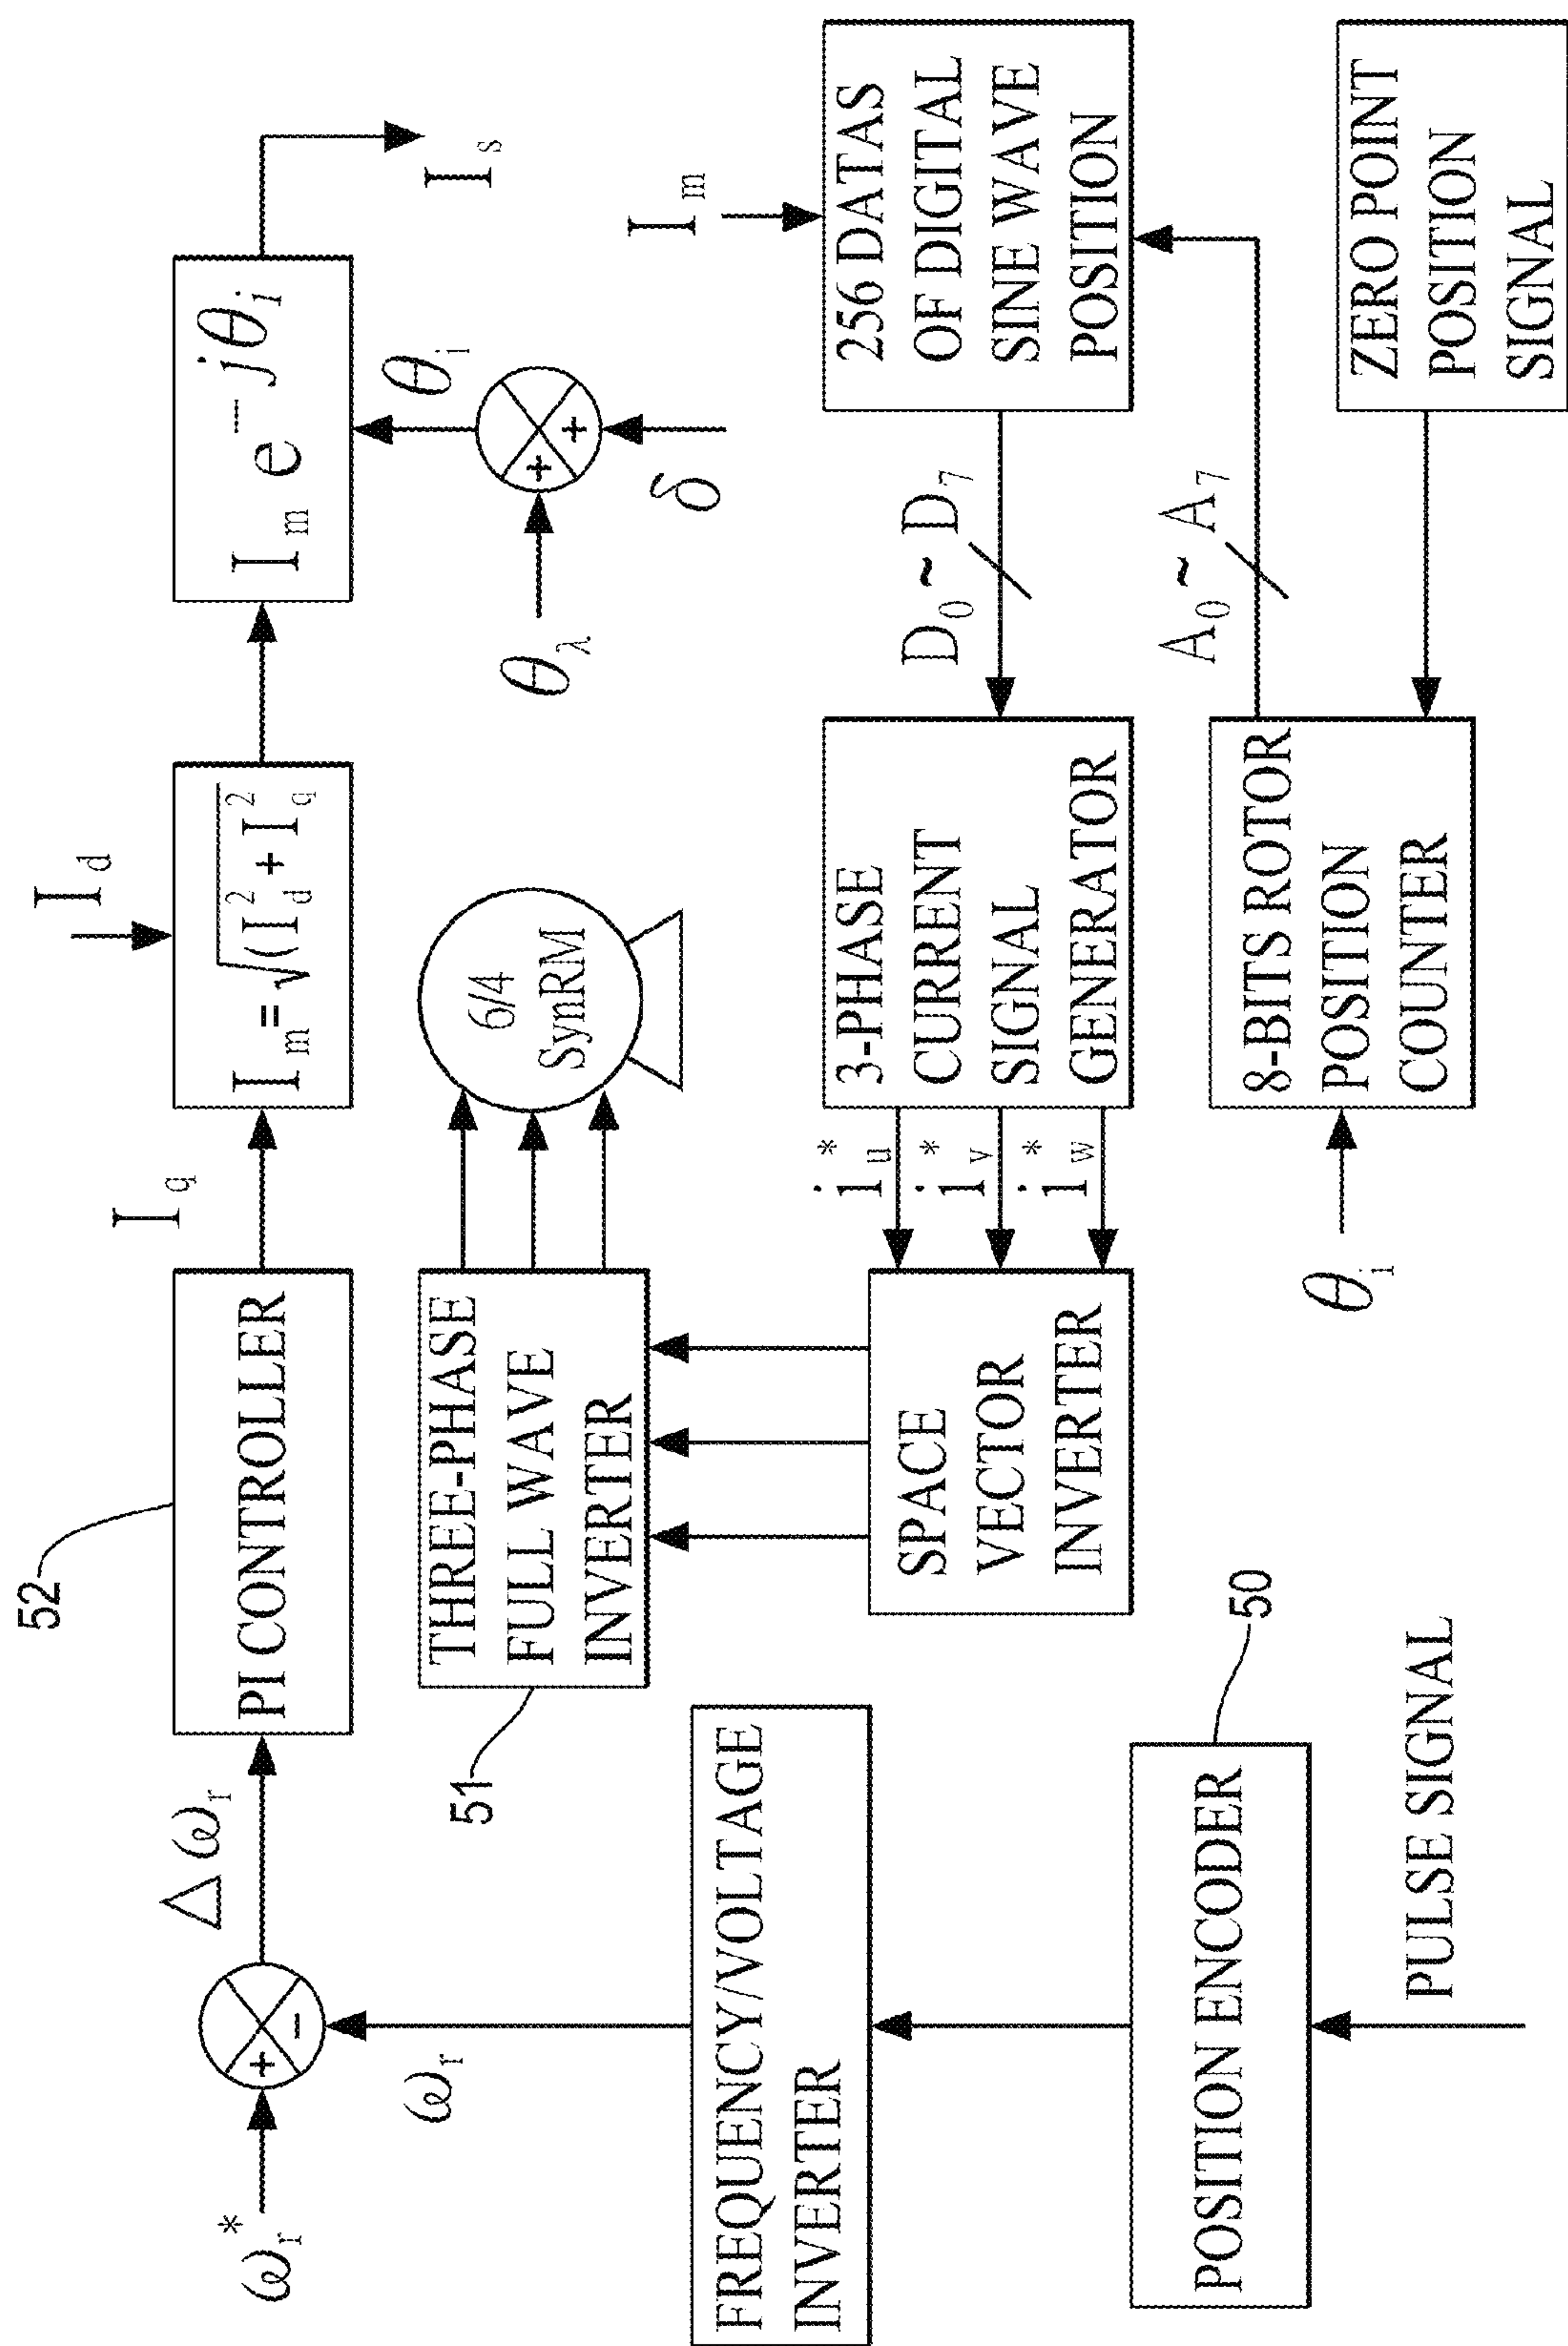 52
ω_r^*
+
-
Δω_r
PI CONTROLLER
I_q
I_d
I_m = √(I_d^2 + I_q^2
I_m e^-jθ_i
I_s
ω_r
51
THREE-PHASE
FULL WAVE
INVERTER
6/4
SynRM
θ_λ
+
+
θ_i
δ
FREQUENCY/VOLTAGE
INVERTER
SPACE
VECTOR
INVERTER
i_u^*
i_v^*
i_w^*
3-PHASE
CURRENT
SIGNAL
GENERATOR
D_0 ~ D_7
I_m
256 DATAS
OF DIGITAL
SINE WAVE
POSITION
50
POSITION ENCODER
PULSE SIGNAL
θ_i
8-BITS ROTOR
POSITION
COUNTER
A_0 ~ A_7
ZERO POINT
POSITION
SIGNAL